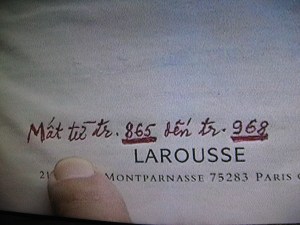 Mất từ tr. 865 đến tr. 968
LAROUSSE
MONTPARNASSE 75283 PARIS